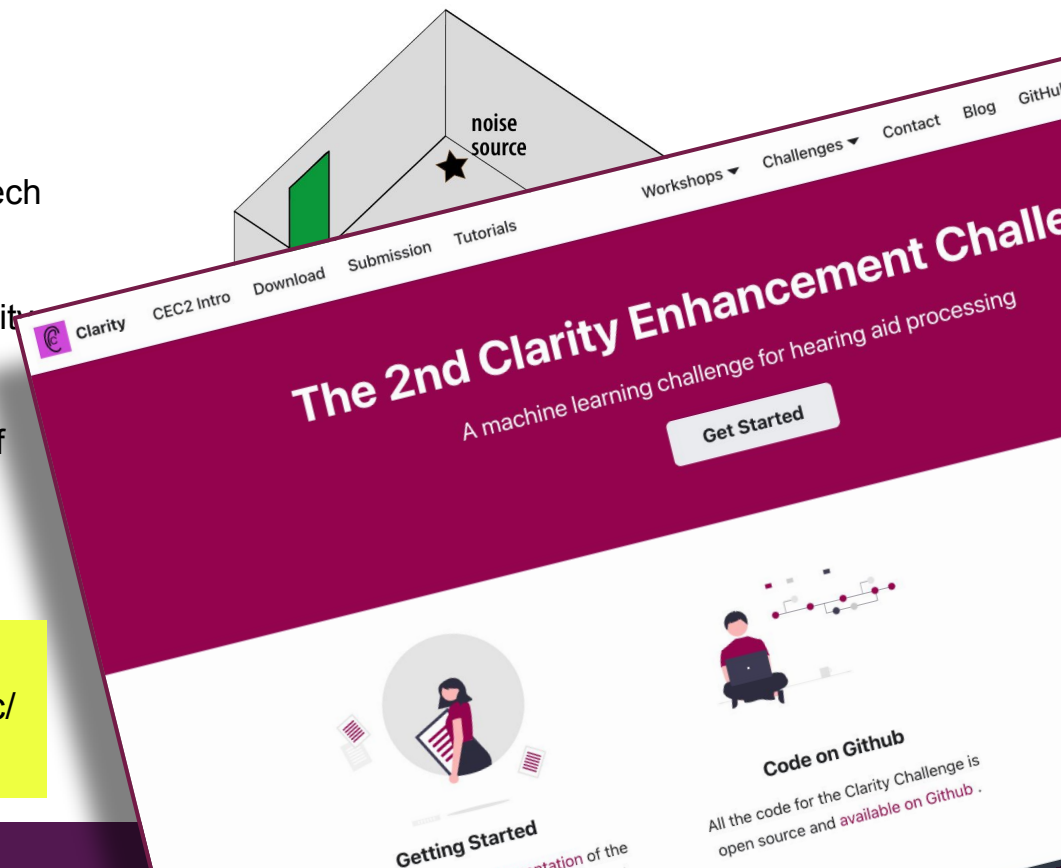 noise
source
Clarity
CEC2 Intro
Download
Submission
Tutorials
Workshops
Challenges
Contact
Blog
The 2nd Clarity Enhancement
A machine learning challenge for hearing aid processing
Get Started
Getting Started
of the
Code on Github
All the code for the Clarity Challenge is
open source and available on Github .